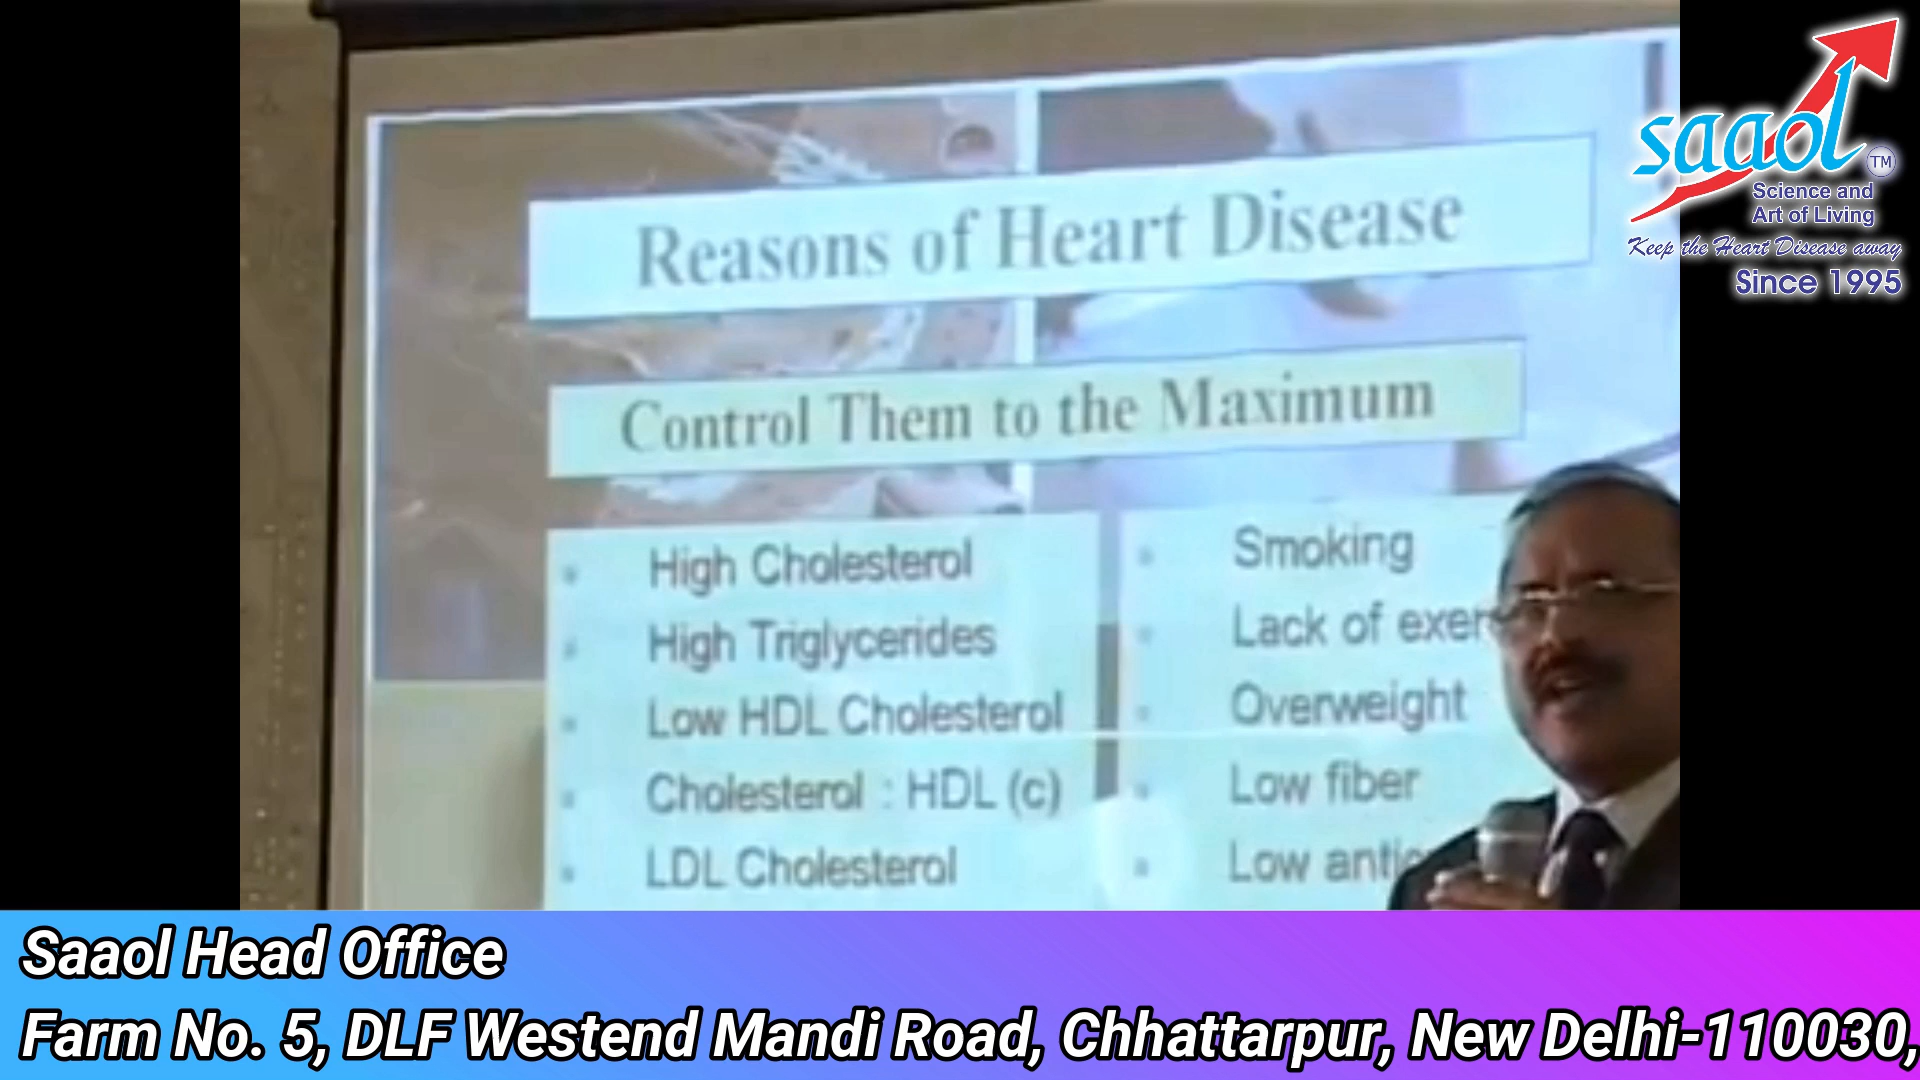 Reasons of Heart Disease
Control Them to the Maximum
High Cholesterol
High Triglycerides
Low HDL Cholesterol
Cholesterol : HDL (c)
LDL Cholesterol
Smoking
Lack of exer
Overweight
Low fiber
Low antio
saaol TM
Science and
Art of Living
Keep the Heart Disease away
Since 1995
Saaol Head Office
Farm No. 5, DLF Westend Mandi Road, Chhattarpur, New Delhi-110030,